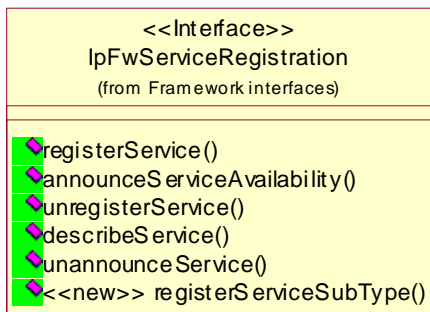 <<Interface>>
IpFwServiceRegistration
(from Framework interfaces)
registerService()
announceServiceAvailability()
unregisterService()
describeService()
unannounceService()
<<new>> registerServiceSubType()